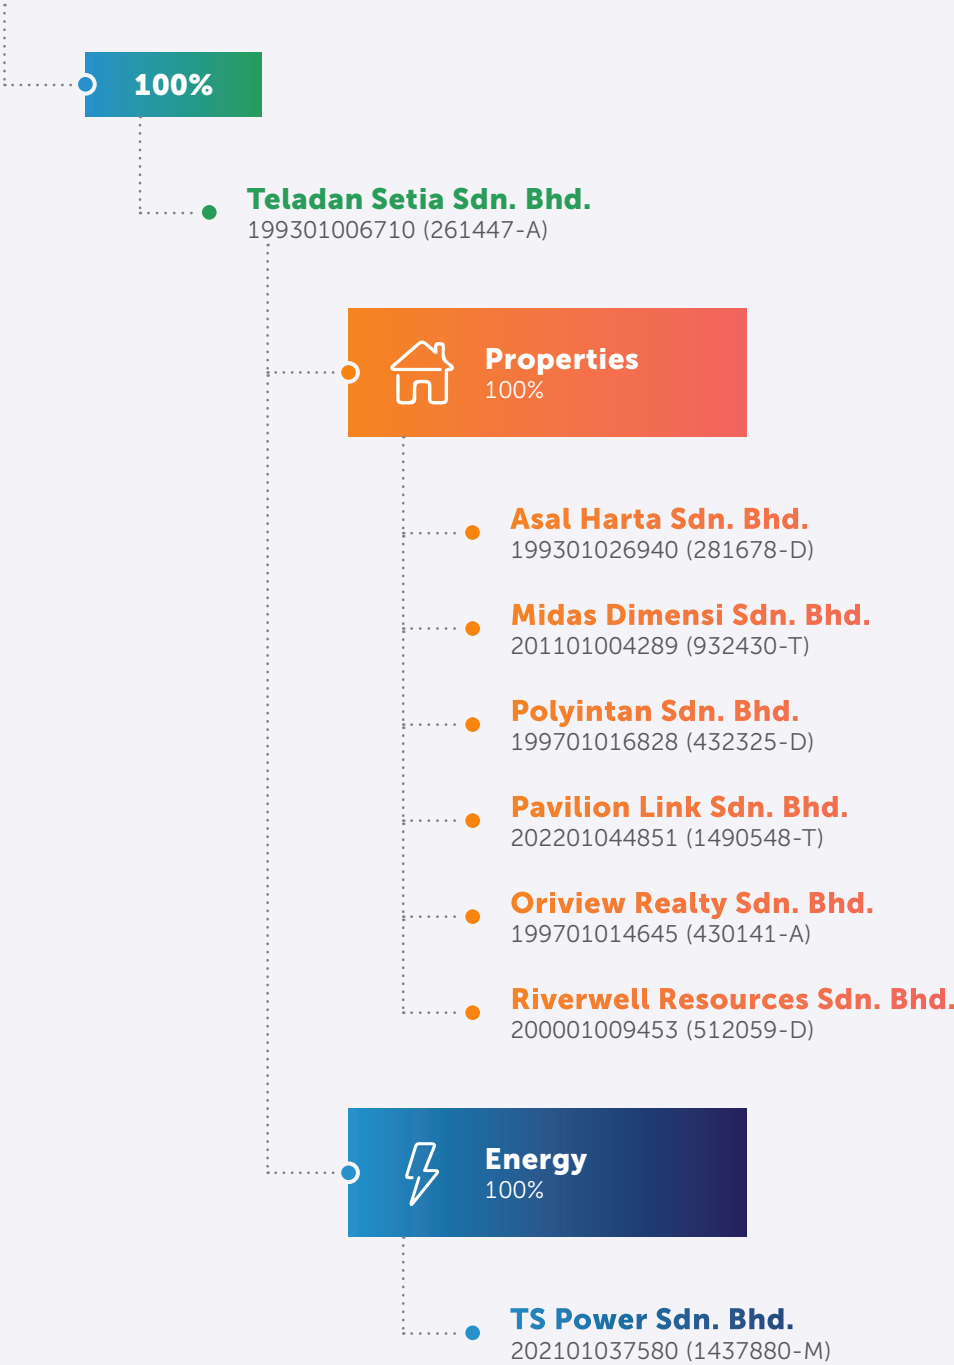 100%
Teladan Setia Sdn. Bhd.
199301006710 (261447-A)
Properties
100%
Asal Harta Sdn. Bhd.
199301026940 (281678-D)
Midas Dimensi Sdn. Bhd.
201101004289 (932430-T)
Polyintan Sdn. Bhd.
199701016828 (432325-D)
Pavilion Link Sdn. Bhd.
202201044851 (1490548-T)
Oriview Realty Sdn. Bhd.
199701014645 (430141-A)
Riverwell Resources Sdn. Bhd.
200001009453 (512059-D)
Energy
100%
TS Power Sdn. Bhd.
202101037580 (1437880-M)